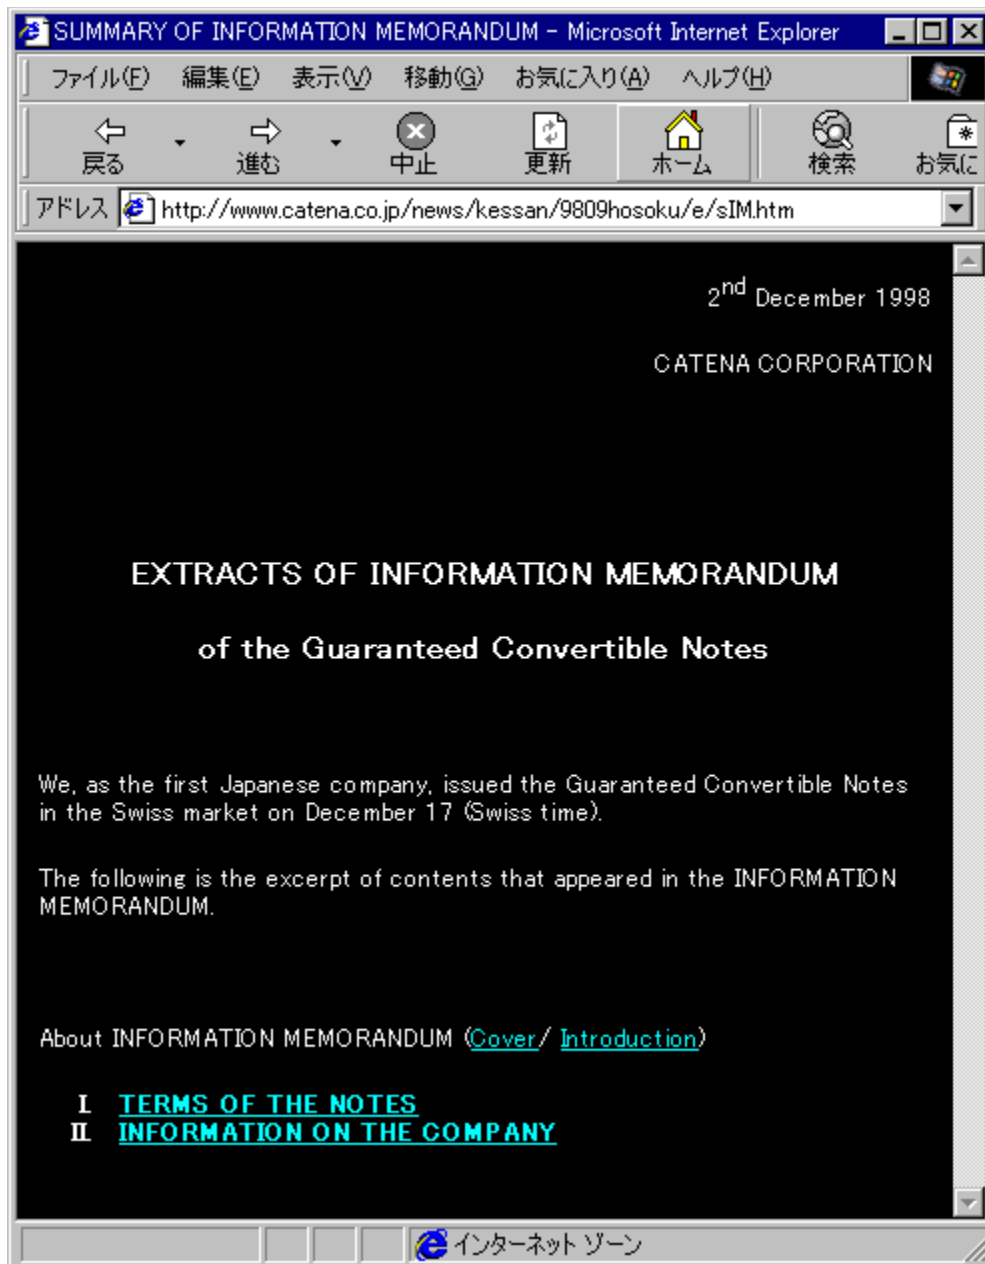 SUMMARY OF INFORMATION MEMORANDUM - Microsoft Internet Explorer
ファイル(F) 編集(E) 表示(V) 移動(G) お気に入り(A) ヘルプ(H)
戻る 進む 中止 更新 ホーム 検索 お気に
アドレス http://www.catena.co.jp/news/kessan/9809hosoku/e/sIM.htm
2nd December 1998
CATENA CORPORATION
EXTRACTS OF INFORMATION MEMORANDUM
of the Guaranteed Convertible Notes
We, as the first Japanese company, issued the Guaranteed Convertible Notes
in the Swiss market on December 17 (Swiss time).
The following is the excerpt of contents that appeared in the INFORMATION
MEMORANDUM.
About INFORMATION MEMORANDUM (Cover/ Introduction)
I. TERMS OF THE NOTES
II. INFORMATION ON THE COMPANY
インターネット ゾーン